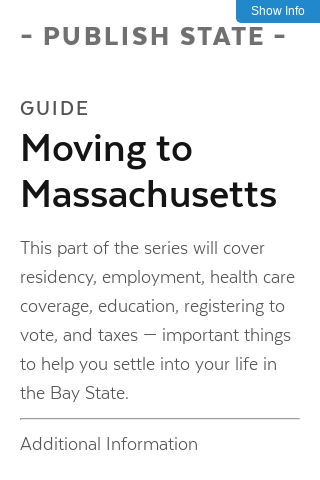 Show Info
– PUBLISH STATE –
GUIDE
Moving to
Massachusetts
This part of the series will cover
residency, employment, health care
coverage, education, registering to
vote, and taxes — important things
to help you settle into your life in
the Bay State.
Additional Information